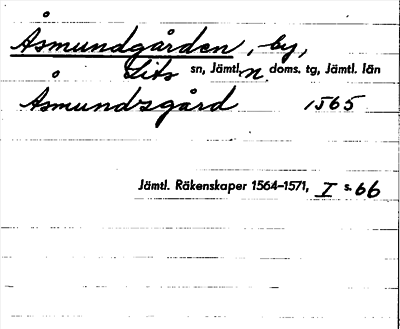 Åsmundgården, by,
Lits sn, Jämtl. n. doms. tg, Jämtl. län
Åsmundsgård 1565
Jämtl. Räkenskaper 1564–1571, I s. 66